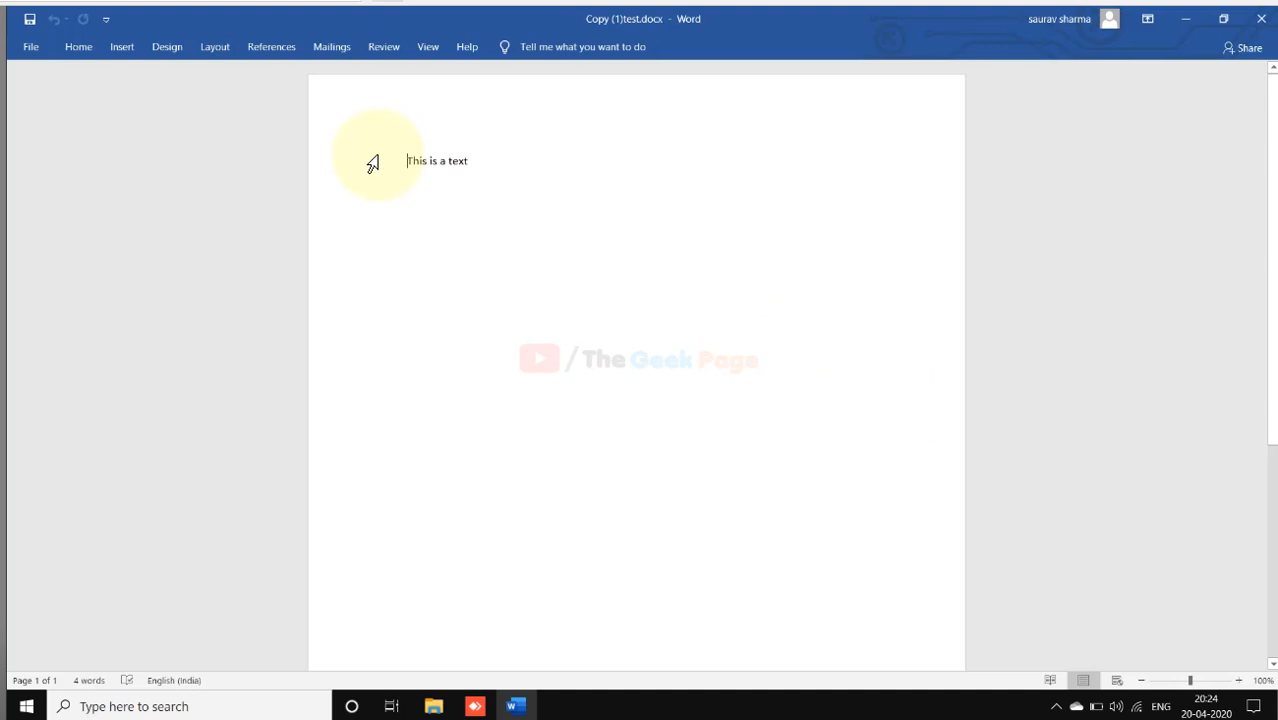 Copy (1)test.docx - Word
saurav sharma
File Home Insert Design Layout References Mailings Review View Help Tell me what you want to do Share
This is a text
/ The Geek Page
Page 1 of 1 4 words English (India) 100%
Type here to search
ENG
20:24
20-04-2020